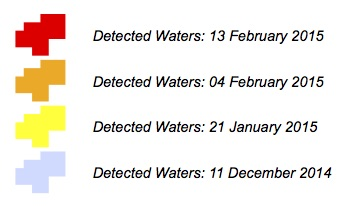 Detected Waters: 13 February 2015
Detected Waters: 04 February 2015
Detected Waters: 21 January 2015
Detected Waters: 11 December 2014